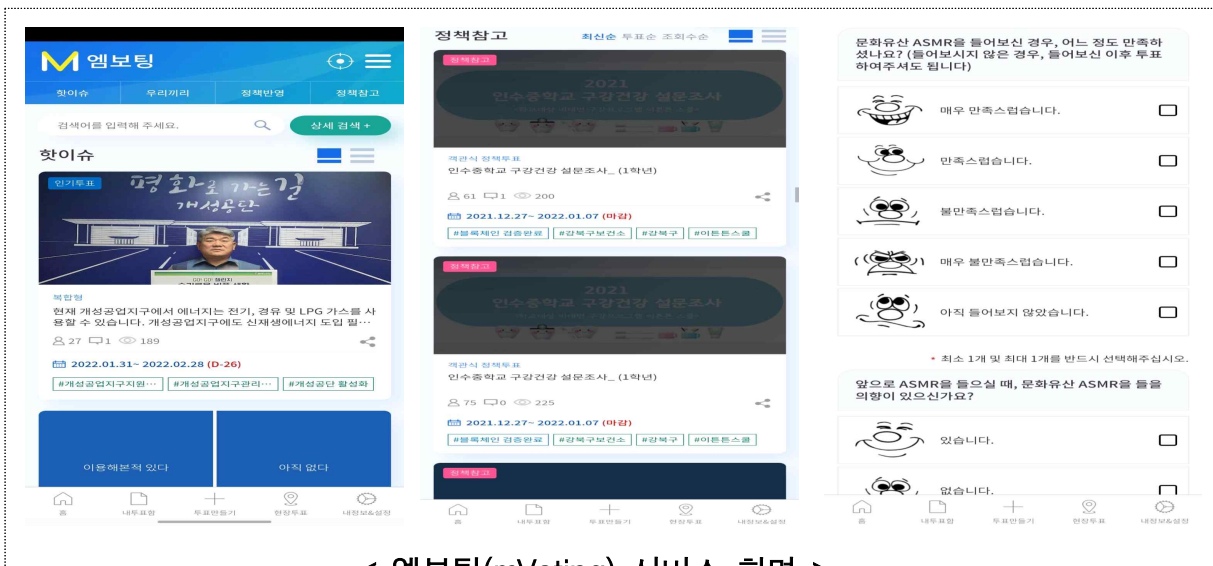 엠보팅
핫이슈 우리끼리 정책반영 정책참고
검색어를 입력해 주세요. 상세 검색 +
핫이슈
인기투표
평화로 가는 길
개성공단
복합형
현재 개성공업지구에서 에너지는 전기, 경유 및 LPG 가스를 사
용할 수 있습니다. 개성공업지구에도 신재생에너지 도입 필…
27 1 189
2022.01.31~ 2022.02.28 (D-26)
#개성공업지구지원… #개성공업지구관리… #개성공단 활성화
이용해본적 있다 아직 없다
홈 내투표함 투표만들기 현장투표 내정보&설정
정책참고 최신순 투표순 조회수순
정책참고
2021
인수중학교 구강건강 설문조사
객관식 정책투표
인수중학교 구강건강 설문조사_ (1학년)
61 1 200
2021.12.27~ 2022.01.07 (마감)
#블록체인 검증완료 #강북구보건소 #강북구 #이튼튼스쿨
정책참고
2021
인수중학교 구강건강 설문조사
객관식 정책투표
인수중학교 구강건강 설문조사_ (1학년)
75 0 225
2021.12.27~ 2022.01.07 (마감)
#블록체인 검증완료 #강북구보건소 #강북구 #이튼튼스쿨
정책참고
홈 내투표함 투표만들기 현장투표 내정보&설정
문화유산 ASMR을 들어보신 경우, 어느 정도 만족하
셨나요? (들어보시지 않은 경우, 들어보신 이후 투표
하여주셔도 됩니다)
매우 만족스럽습니다.
만족스럽습니다.
불만족스럽습니다.
매우 불만족스럽습니다.
아직 들어보지 않았습니다.
* 최소 1개 및 최대 1개를 반드시 선택해주십시오.
앞으로 ASMR을 들으실 때, 문화유산 ASMR을 들을
의향이 있으신가요?
있습니다.
없습니다.
홈 내투표함 투표만들기 현장투표 내정보&설정
< 엠보팅(mVoting) 서비스 화면 >